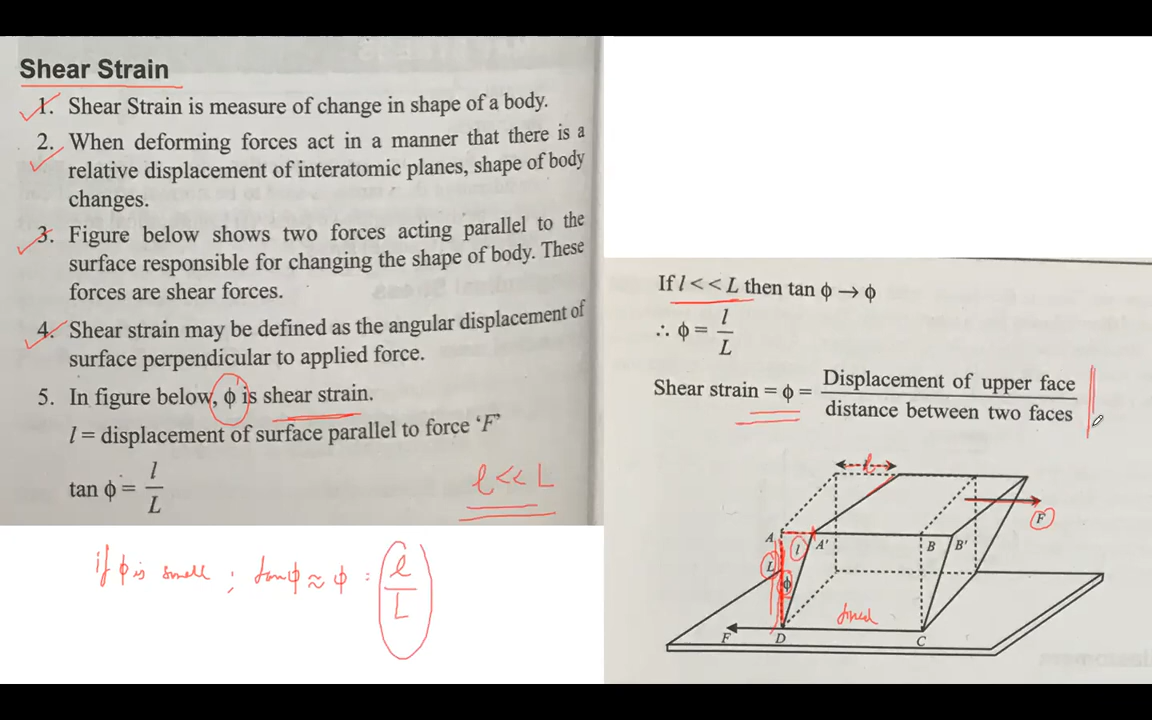 Shear Strain
1. Shear Strain is measure of change in shape of a body.
2. When deforming forces act in a manner that there is a
relative displacement of interatomic planes, shape of body
changes.
3. Figure below shows two forces acting parallel to the
surface responsible for changing the shape of body. These
forces are shear forces.
4. Shear strain may be defined as the angular displacement of
surface perpendicular to applied force.
5. In figure below, ϕ is shear strain.
l = displacement of surface parallel to force ‘F’
tan ϕ = l
L
l << L
if ϕ is small ; tanϕ ≈ ϕ = l
L
If l << L then tan ϕ → ϕ
∴ ϕ = l
L
Shear strain = ϕ = Displacement of upper face
distance between two faces
l
F
A l A' B B'
L
ϕ
fixed
F D C